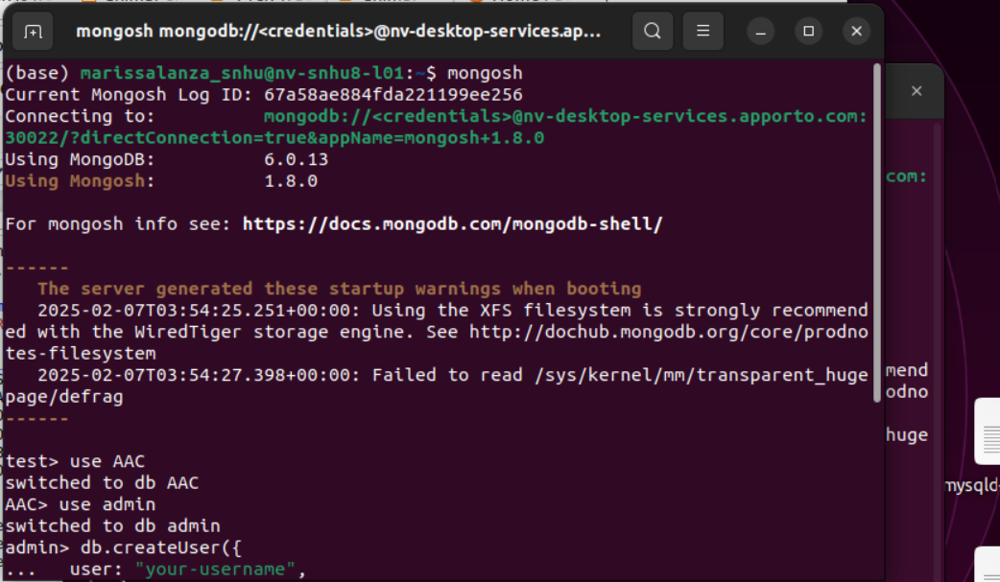 mongosh mongodb://<credentials>@nv-desktop-services.ap...
(base) marissalanza_snhu@nv-snhu8-l01:~$ mongosh
Current Mongosh Log ID: 67a58ae884fda221199ee256
Connecting to:          mongodb://<credentials>@nv-desktop-services.apporto.com:
30022/?directConnection=true&appName=mongosh+1.8.0
Using MongoDB:          6.0.13
Using Mongosh:          1.8.0
For mongosh info see: https://docs.mongodb.com/mongodb-shell/
------
   The server generated these startup warnings when booting
   2025-02-07T03:54:25.251+00:00: Using the XFS filesystem is strongly recommend
ed with the WiredTiger storage engine. See http://dochub.mongodb.org/core/prodno
tes-filesystem
   2025-02-07T03:54:27.398+00:00: Failed to read /sys/kernel/mm/transparent_huge
page/defrag
------
test> use AAC
switched to db AAC
AAC> use admin
switched to db admin
admin> db.createUser({
...   user: "your-username",
com:
mend
odno
huge
mysqld